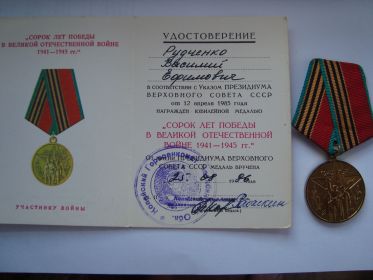 "СОРОК ЛЕТ ПОБЕДЫ
В ВЕЛИКОЙ ОТЕЧЕСТВЕННОЙ ВОЙНЕ
1941—1945 гг."
УЧАСТНИКУ ВОЙНЫ
УДОСТОВЕРЕНИЕ
Рудченко
Василий
Ефимович
В СООТВЕТСТВИИ С УКАЗОМ ПРЕЗИДИУМА
ВЕРХОВНОГО СОВЕТА СССР
от 12 апреля 1985 года
НАГРАЖДЕН ЮБИЛЕЙНОЙ МЕДАЛЬЮ
"СОРОК ЛЕТ ПОБЕДЫ
В ВЕЛИКОЙ ОТЕЧЕСТВЕННОЙ
ВОЙНЕ 1941—1945 гг."
ПРЕЗИДИУМА ВЕРХОВНОГО
СОВЕТА СССР МЕДАЛЬ ВРУЧЕНА
1986 г.